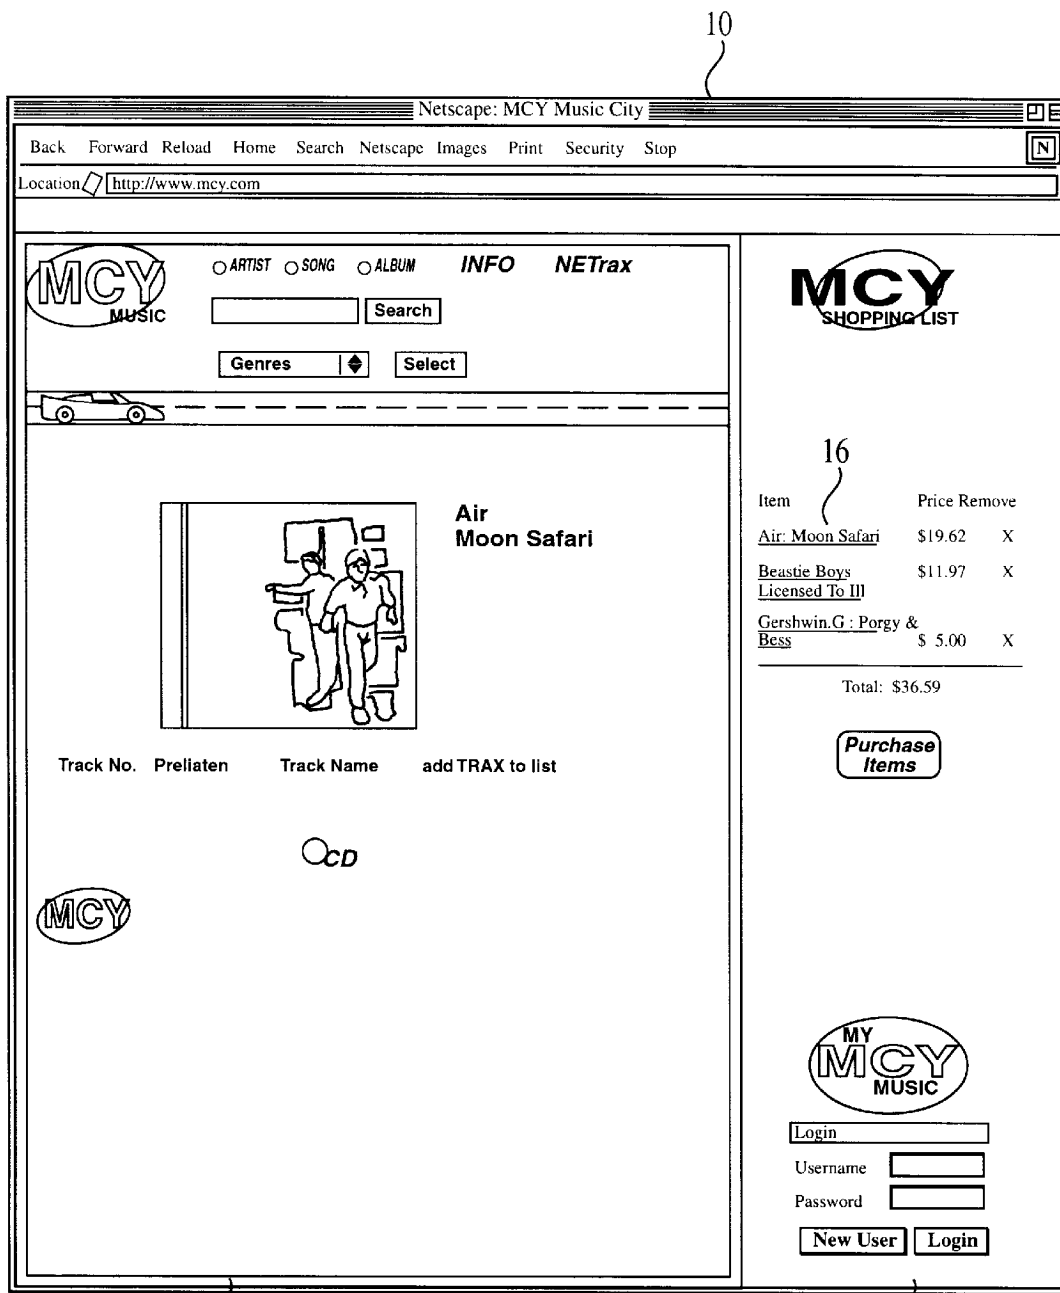 10
Netscape: MCY Music City
Back Forward Reload Home Search Netscape Images Print Security Stop
N
Location http://www.mcy.com
MCY
MUSIC
ARTIST SONG ALBUM INFO NETrax
Search
Genres Select
MCY
SHOPPING LIST
16
Item Price Remove
Air: Moon Safari $19.62 X
Beastie Boys $11.97 X
Licensed To Ill
Gershwin.G : Porgy &
Bess $ 5.00 X
Total: $36.59
Purchase
Items
Air
Moon Safari
Track No. Preliaten Track Name add TRAX to list
CD
MCY
MY
MCY
MUSIC
Login
Username
Password
New User Login